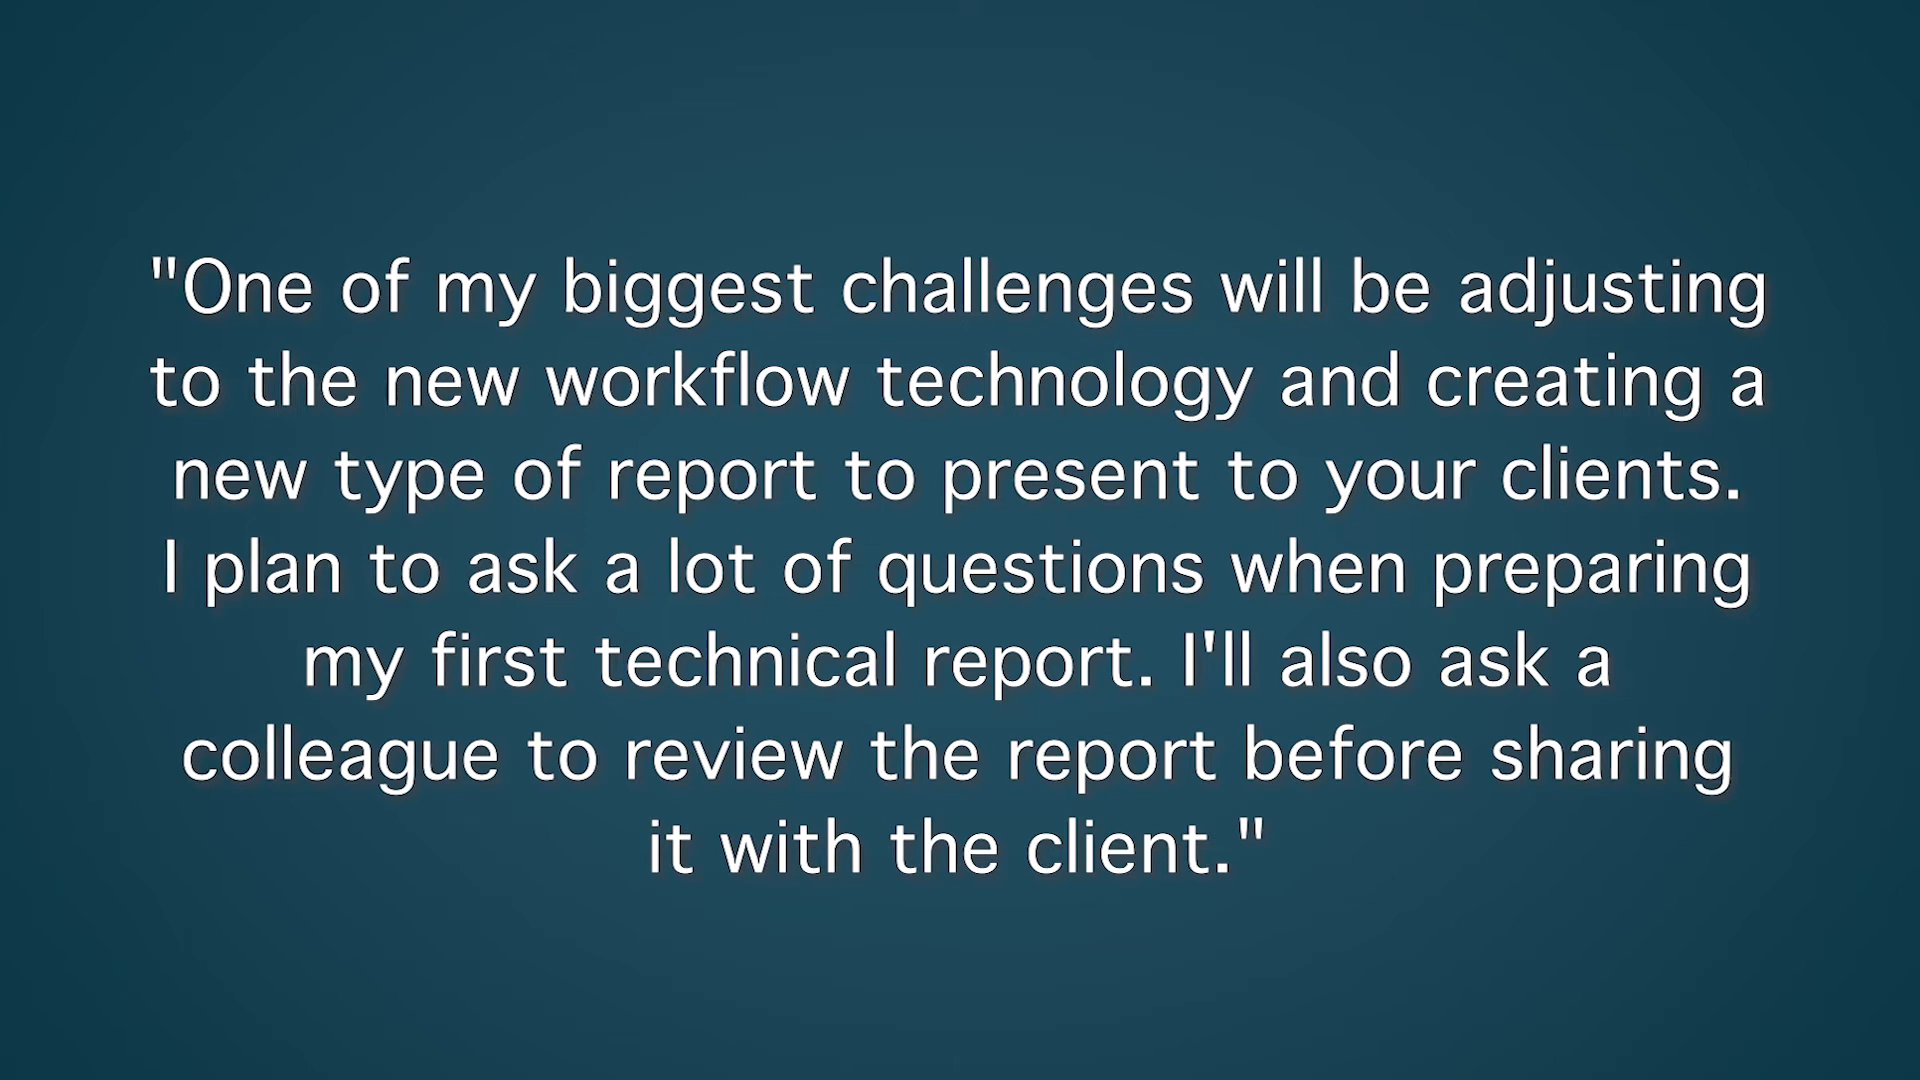 "One of my biggest challenges will be adjusting
to the new workflow technology and creating a
new type of report to present to your clients.
I plan to ask a lot of questions when preparing
my first technical report. I'll also ask a
colleague to review the report before sharing
it with the client."